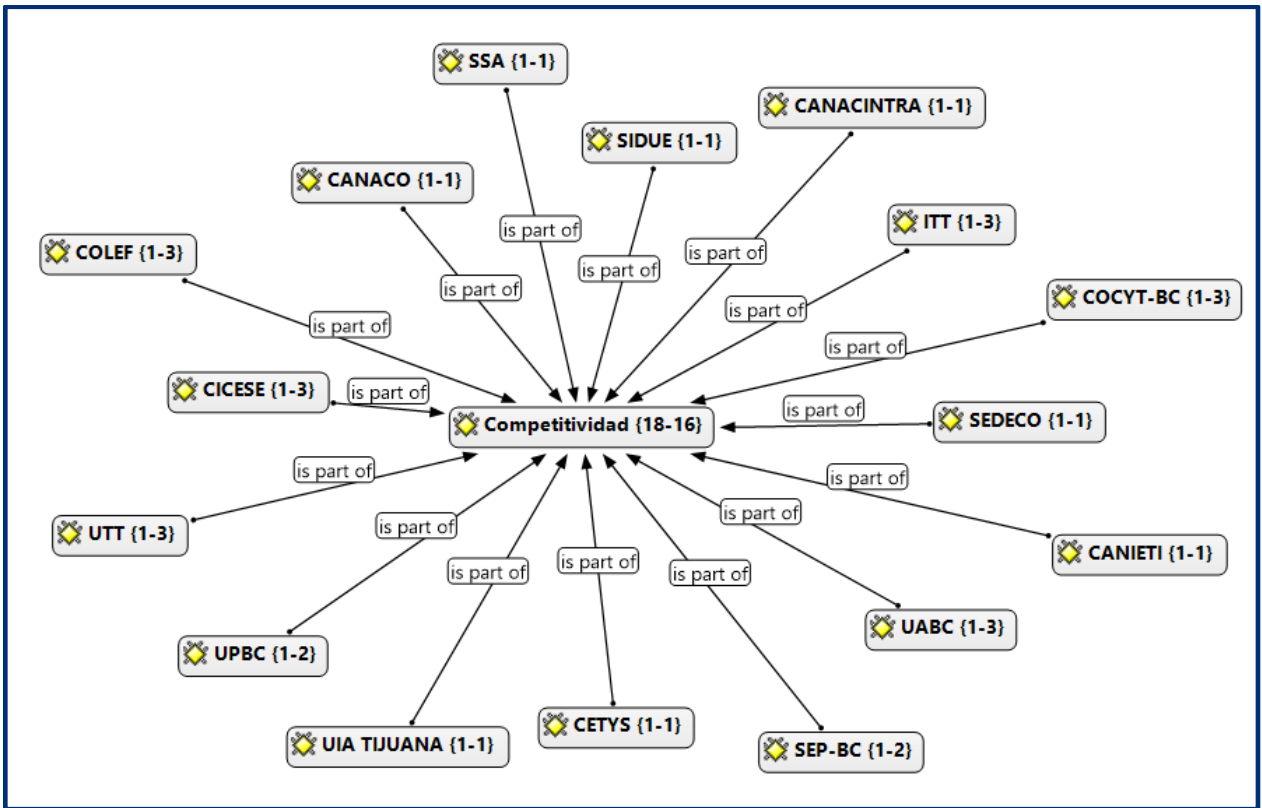 SSA {1-1}
CANACINTRA {1-1}
SIDUE {1-1}
CANACO {1-1}
ITT {1-3}
is part of
is part of
COLEF {1-3}
is part of
is part of
is part of
COCYT-BC {1-3}
is part of
is part of
is part of
CICESE {1-3}
is part of
is part of
SEDECO {1-1}
Competitividad {18-16}
is part of
is part of
UTT {1-3}
is part of
is part of
CANIETI {1-1}
is part of
is part of
is part of
UABC {1-3}
UPBC {1-2}
CETYS {1-1}
UIA TIJUANA {1-1}
SEP-BC {1-2}